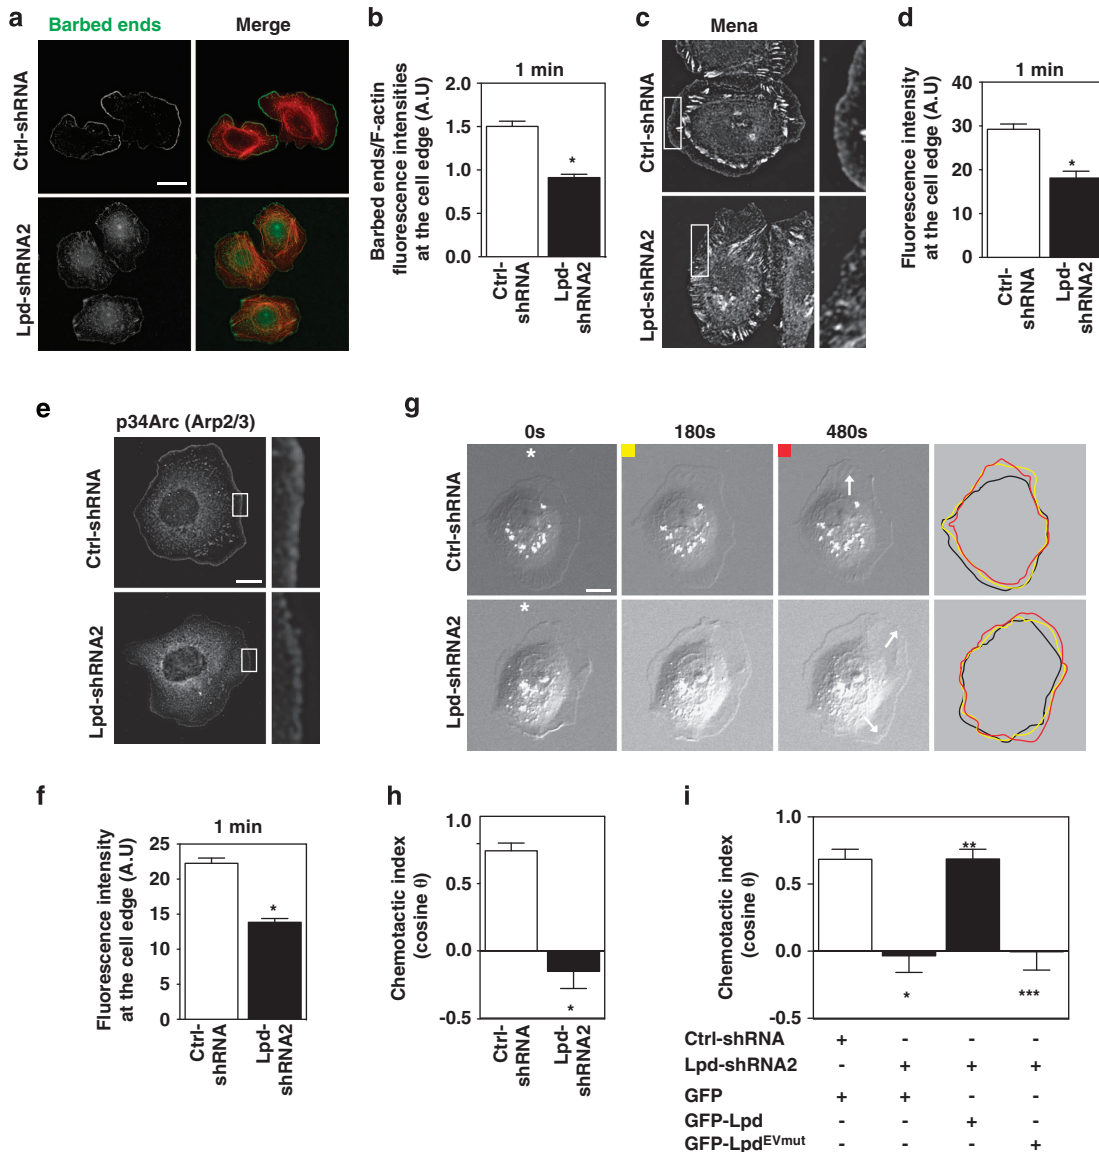 a
Barbed ends
Merge
Ctrl-shRNA
Lpd-shRNA2
b
1 min
Barbed ends/F-actin
fluorescence intensities
at the cell edge (A.U)
2.0
1.5
1.0
0.5
0.0
Ctrl-
shRNA
Lpd-
shRNA2
*
c
Mena
Ctrl-shRNA
Lpd-shRNA2
d
1 min
Fluorescence intensity
at the cell edge (A.U)
40
30
20
10
0
*
Ctrl-
shRNA
Lpd-
shRNA2
e
p34Arc (Arp2/3)
Ctrl-shRNA
Lpd-shRNA2
g
0s
180s
480s
*
*
Ctrl-shRNA
Lpd-shRNA2
f
1 min
Fluorescence intensity
at the cell edge (A.U)
25
20
15
10
5
0
*
Ctrl-
shRNA
Lpd-
shRNA2
h
Chemotactic index
(cosine θ)
1.0
0.5
0.0
-0.5
*
Ctrl-
shRNA
Lpd-
shRNA2
i
Chemotactic index
(cosine θ)
1.0
0.5
0.0
-0.5
*
**
***
Ctrl-shRNA + - - -
Lpd-shRNA2 - + + +
GFP + + - -
GFP-Lpd - - + -
GFP-LpdEVmut - - - +